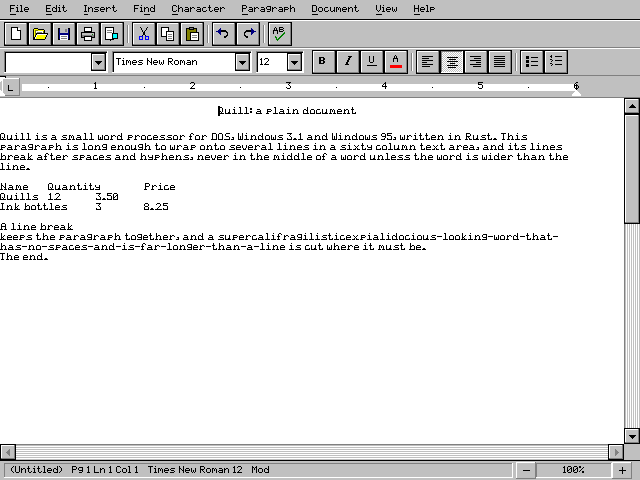 File Edit Insert Find Character Paragraph Document View Help
Times New Roman 12 B I U A
L 1 2 3 4 5 6
Quill: a plain document
Quill is a small word processor for DOS, Windows 3.1 and Windows 95, written in Rust. This
paragraph is long enough to wrap onto several lines in a sixty column text area, and its lines
break after spaces and hyphens, never in the middle of a word unless the word is wider than the
line.
Name Quantity Price
Quills 12 3.50
Ink bottles 3 8.25
A line break
keeps the paragraph together, and a supercalifragilisticexpialidocious-looking-word-that-
has-no-spaces-and-is-far-longer-than-a-line is cut where it must be.
The end.
(Untitled) Pg 1 Ln 1 Col 1 Times New Roman 12 Mod − 100% +